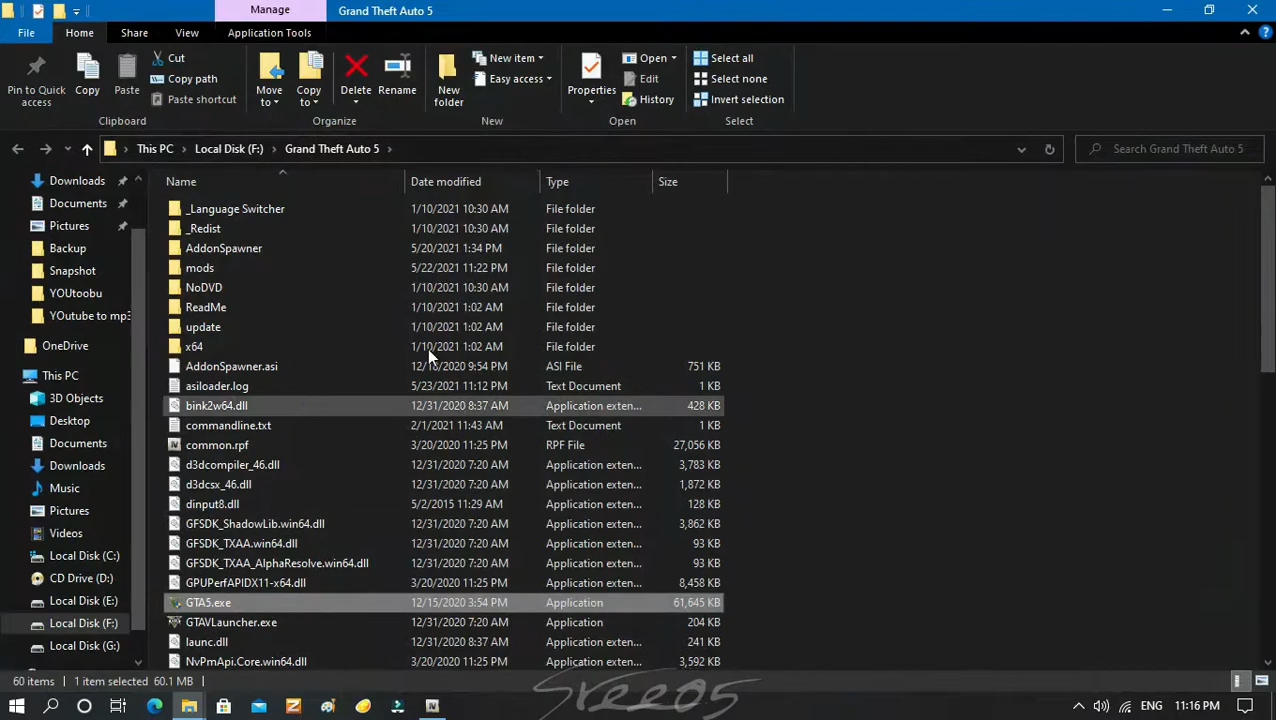 Manage
Grand Theft Auto 5
File
Home
Share
View
Application Tools
Pin to Quick access
Copy
Paste
Cut
Copy path
Paste shortcut
Clipboard
Move to
Copy to
Delete
Rename
Organize
New folder
New item
Easy access
New
Properties
Open
Edit
History
Open
Select all
Select none
Invert selection
Select
This PC > Local Disk (F:) > Grand Theft Auto 5 >
Search Grand Theft Auto 5
Downloads
Documents
Pictures
Backup
Snapshot
YOUtoobu
YOutube to mp3
OneDrive
This PC
3D Objects
Desktop
Documents
Downloads
Music
Pictures
Videos
Local Disk (C:)
CD Drive (D:)
Local Disk (E:)
Local Disk (F:)
Local Disk (G:)
Name Date modified Type Size
_Language Switcher 1/10/2021 10:30 AM File folder
_Redist 1/10/2021 10:30 AM File folder
AddonSpawner 5/20/2021 1:34 PM File folder
mods 5/22/2021 11:22 PM File folder
NoDVD 1/10/2021 10:30 AM File folder
ReadMe 1/10/2021 1:02 AM File folder
update 1/10/2021 1:02 AM File folder
x64 1/10/2021 1:02 AM File folder
AddonSpawner.asi 9:54 PM ASI File 751 KB
asiloader.log 5/23/2021 11:12 PM Text Document 1 KB
bink2w64.dll 12/31/2020 8:37 AM Application exten... 428 KB
commandline.txt 2/1/2021 11:43 AM Text Document 1 KB
common.rpf 3/20/2020 11:25 PM RPF File 27,056 KB
d3dcompiler_46.dll 12/31/2020 7:20 AM Application exten... 3,783 KB
d3dcsx_46.dll 12/31/2020 7:20 AM Application exten... 1,872 KB
dinput8.dll 5/2/2015 11:29 AM Application exten... 128 KB
GFSDK_ShadowLib.win64.dll 12/31/2020 7:20 AM Application exten... 3,862 KB
GFSDK_TXAA.win64.dll 12/31/2020 7:20 AM Application exten... 93 KB
GFSDK_TXAA_AlphaResolve.win64.dll 12/31/2020 7:20 AM Application exten... 93 KB
GPUPerfAPIDX11-x64.dll 3/20/2020 11:25 PM Application exten... 8,458 KB
GTA5.exe 12/15/2020 3:54 PM Application 61,645 KB
GTAVLauncher.exe 12/31/2020 7:20 AM Application 204 KB
launc.dll 12/31/2020 8:37 AM Application exten... 241 KB
NvPmApi.Core.win64.dll 3/20/2020 11:25 PM Application exten... 3,592 KB
60 items
1 item selected 60.1 MB
Sree05
ENG
11:16 PM